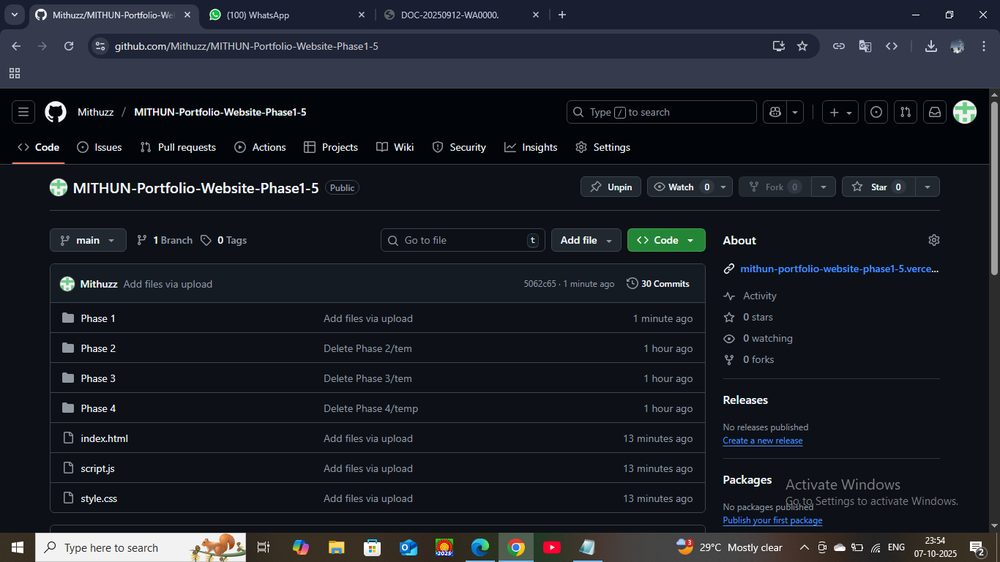 Mithuzz/MITHUN-Portfolio-We
(100) WhatsApp
DOC-20250912-WA0000.
github.com/Mithuzz/MITHUN-Portfolio-Website-Phase1-5
Mithuzz / MITHUN-Portfolio-Website-Phase1-5
Type / to search
Code
Issues
Pull requests
Actions
Projects
Wiki
Security
Insights
Settings
MITHUN-Portfolio-Website-Phase1-5 Public
Unpin
Watch 0
Fork 0
Star 0
main
1 Branch
0 Tags
Go to file t
Add file
Code
Mithuzz Add files via upload 5062c65 · 1 minute ago 30 Commits
Phase 1 Add files via upload 1 minute ago
Phase 2 Delete Phase 2/tem 1 hour ago
Phase 3 Delete Phase 3/tem 1 hour ago
Phase 4 Delete Phase 4/temp 1 hour ago
index.html Add files via upload 13 minutes ago
script.js Add files via upload 13 minutes ago
style.css Add files via upload 13 minutes ago
About
mithun-portfolio-website-phase1-5.verce...
Activity
0 stars
0 watching
0 forks
Releases
No releases published
Create a new release
Packages
No packages published
Publish your first package
Activate Windows
Go to Settings to activate Windows.
Type here to search
2025
3
29°C Mostly clear
ENG
23:54
07-10-2025
2